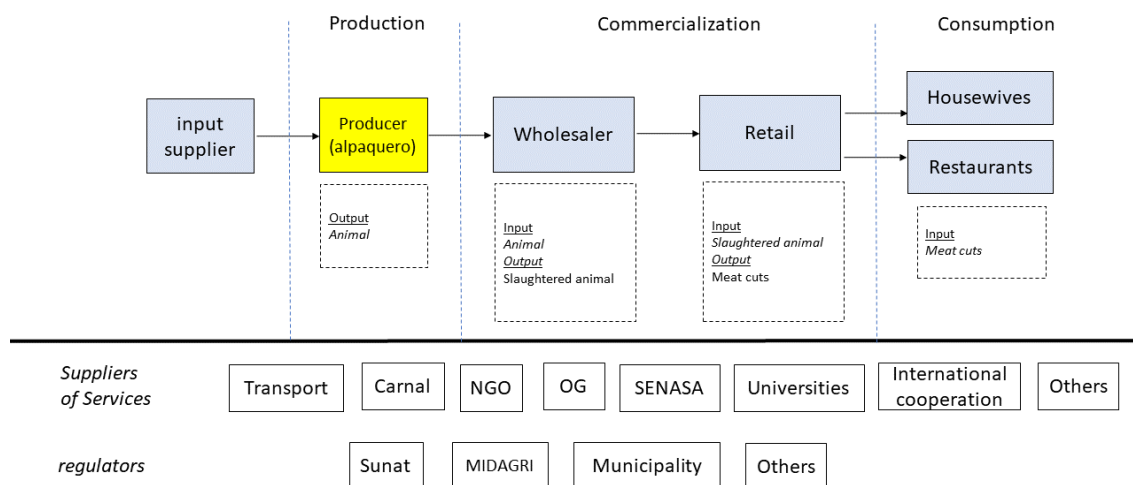 Production
Commercialization
Consumption
input
supplier
Producer
(alpaquero)
Wholesaler
Retail
Housewives
Restaurants
Output
Animal
Input
Animal
Output
Slaughtered animal
Input
Slaughtered animal
Output
Meat cuts
Input
Meat cuts
Suppliers
of Services
Transport
Carnal
NGO
OG
SENASA
Universities
International
cooperation
Others
regulators
Sunat
MIDAGRI
Municipality
Others